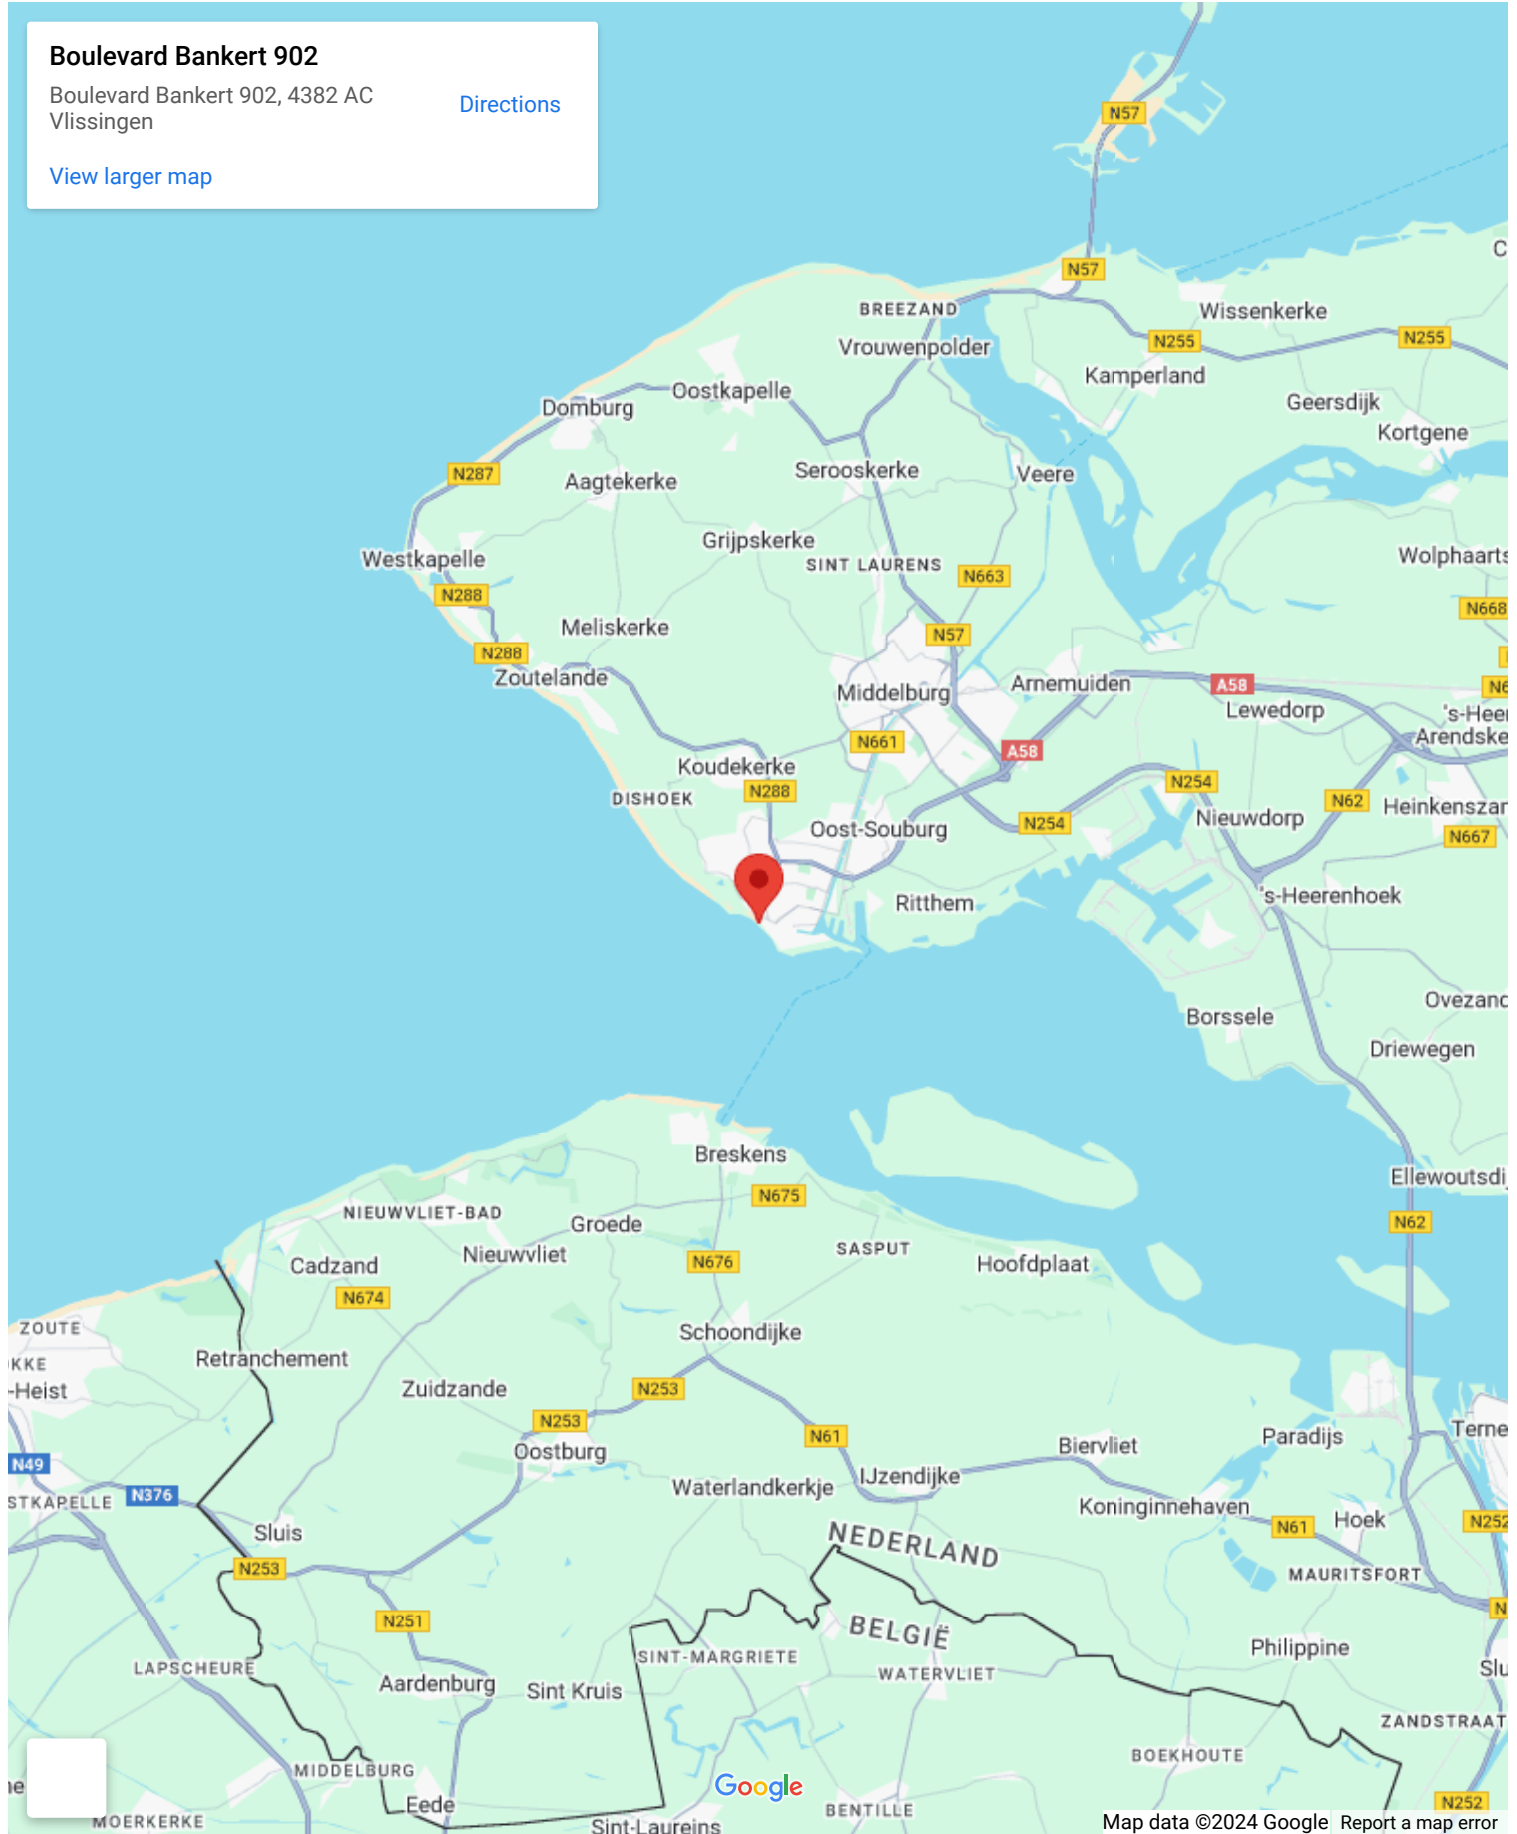 Boulevard Bankert 902
Boulevard Bankert 902, 4382 AC
Vlissingen
Directions
View larger map
N57
N57
BREEZAND
Wissenkerke
Vrouwenpolder
N255
N255
Kamperland
Oostkapelle
Domburg
Geersdijk
Kortgene
N287
Aagtekerke
Serooskerke
Veere
Grijpskerke
Westkapelle
SINT LAURENS
N663
Wolphaarts
N288
N668
Meliskerke
N57
N288
Zoutelande
Middelburg
Arnemuiden
A58
Lewedorp
's-Heer
Arendske
N661
A58
Koudekerke
DISHOEK
N288
N254
N62
Heinkenszar
Oost-Souburg
N254
Nieuwdorp
N667
Ritthem
's-Heerenhoek
Ovezand
Borssele
Driewegen
Breskens
Ellewoutsdij
N675
NIEUWVLIET-BAD
Groede
N62
Nieuwvliet
SASPUT
Cadzand
N676
Hoofdplaat
N674
ZOUTE
Schoondijke
KKE
Retranchement
-Heist
Zuidzande
N253
N253
N61
Oostburg
Biervliet
Paradijs
Terne
N49
IJzendijke
Waterlandkerkje
STKAPELLE
N376
Koninginnehaven
N61
Hoek
N252
Sluis
NEDERLAND
N253
MAURITSFORT
N251
BELGIË
Philippine
SINT-MARGRIETE
LAPSCHEURE
WATERVLIET
Slu
Aardenburg
Sint Kruis
ZANDSTRAAT
BOEKHOUTE
MIDDELBURG
Google
Eede
BENTILLE
N252
MOERKERKE
Sint-Laureins
Map data ©2024 Google
Report a map error